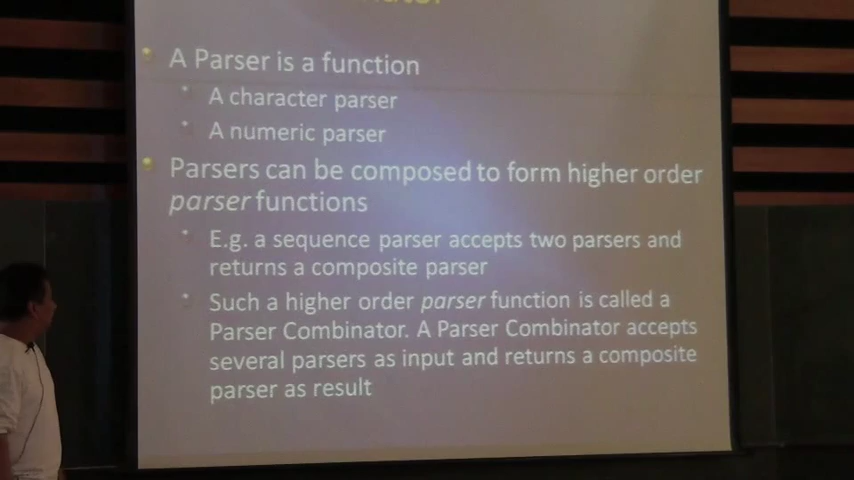 A Parser is a function
A character parser
A numeric parser
Parsers can be composed to form higher order
parser functions
E.g. a sequence parser accepts two parsers and
returns a composite parser
Such a higher order parser function is called a
Parser Combinator. A Parser Combinator accepts
several parsers as input and returns a composite
parser as result